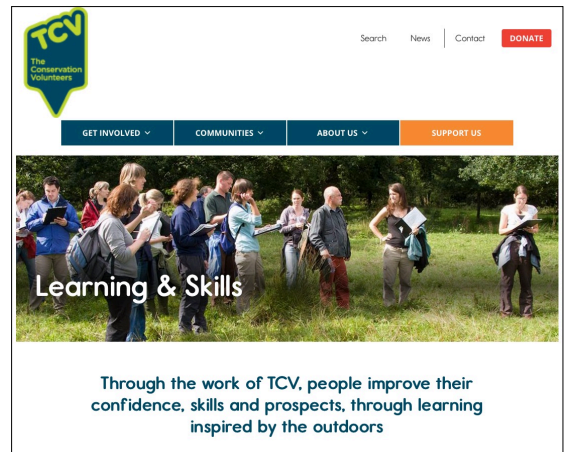 TCV
The
Conservation
Volunteers
Search News Contact DONATE
GET INVOLVED COMMUNITIES ABOUT US SUPPORT US
Learning & Skills
Through the work of TCV, people improve their
confidence, skills and prospects, through learning
inspired by the outdoors